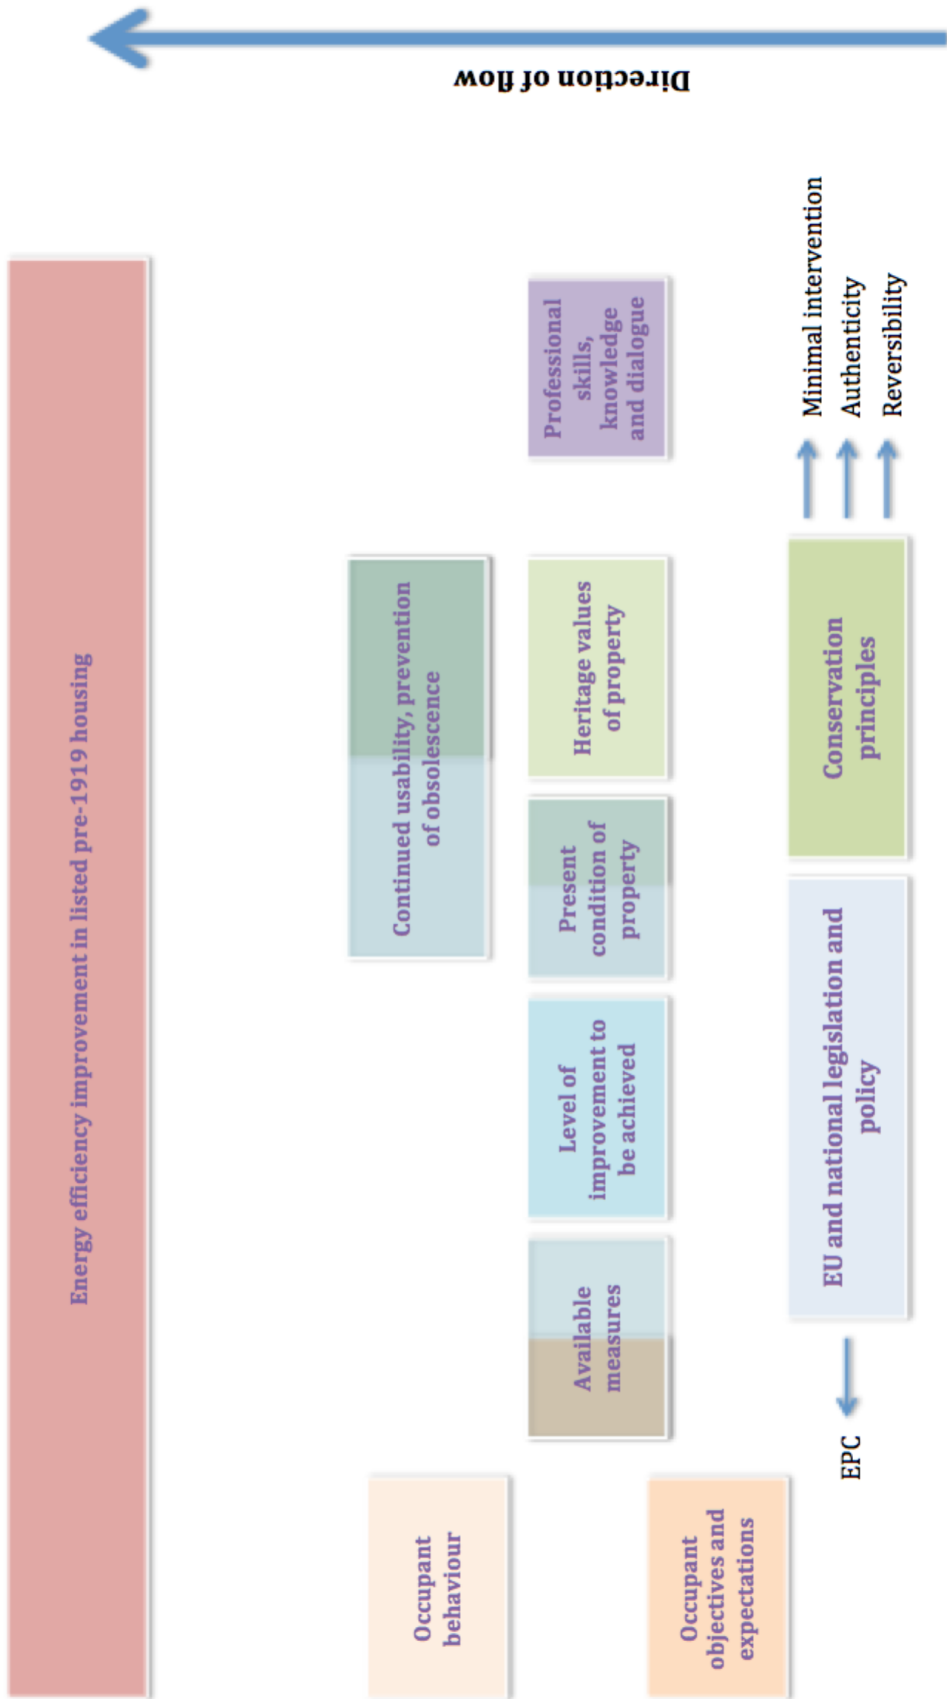 Energy efficiency improvement in listed pre-1919 housing
Direction of flow
Occupant
behaviour
Continued usability, prevention
of obsolescence
Available
measures
Level of
improvement to
be achieved
Present
condition of
property
Heritage values
of property
Professional
skills,
knowledge
and dialogue
Occupant
objectives and
expectations
EPC
EU and national legislation and
policy
Conservation
principles
Minimal intervention
Authenticity
Reversibility